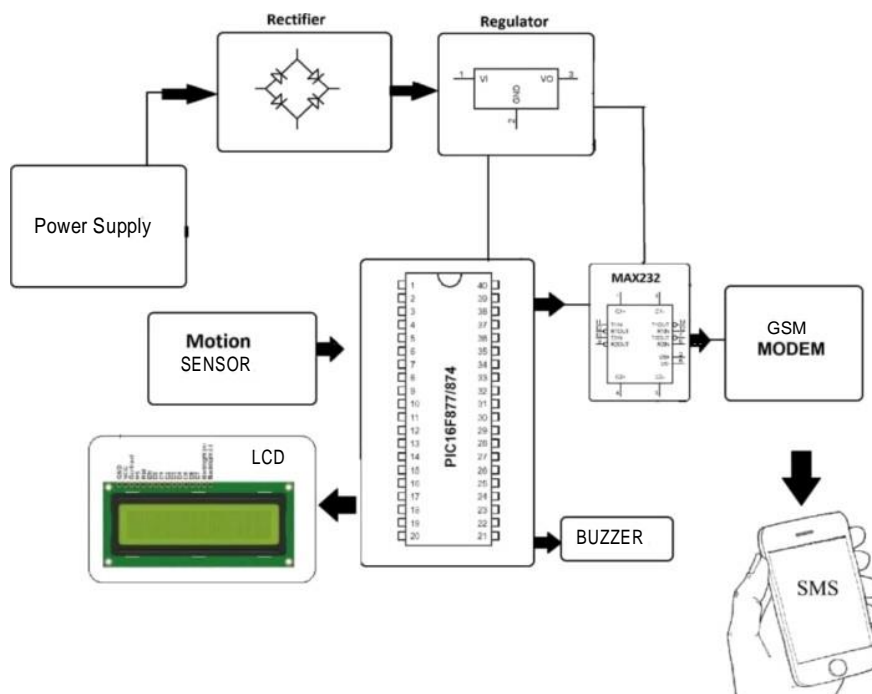 Rectifier
Regulator
1
VI
VO
3
GND
2
Power Supply
MAX232
GSM
MODEM
Motion
SENSOR
PIC16F877/874
1
2
3
4
5
6
7
8
9
10
11
12
13
14
15
16
17
18
19
20
40
39
38
37
36
35
34
33
32
31
30
29
28
27
26
25
24
23
22
21
LCD
BUZZER
SMS